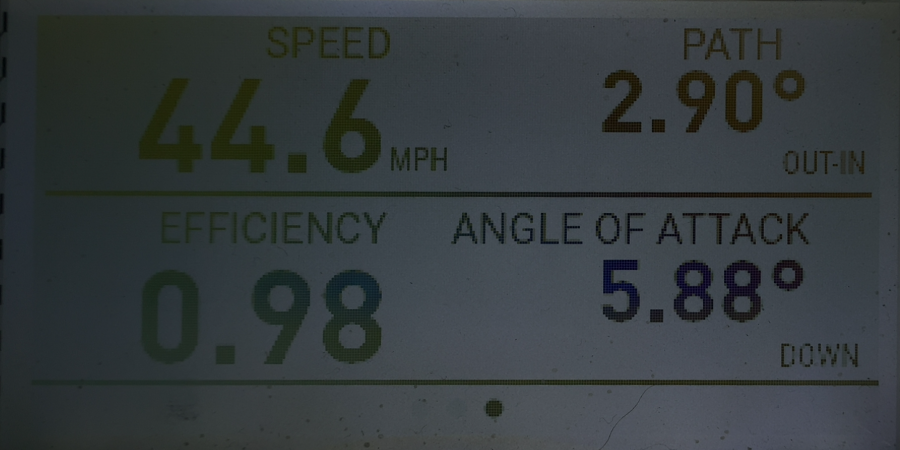 SPEED
44.6 MPH
PATH
2.90°
OUT-IN
EFFICIENCY
0.98
ANGLE OF ATTACK
5.88°
DOWN